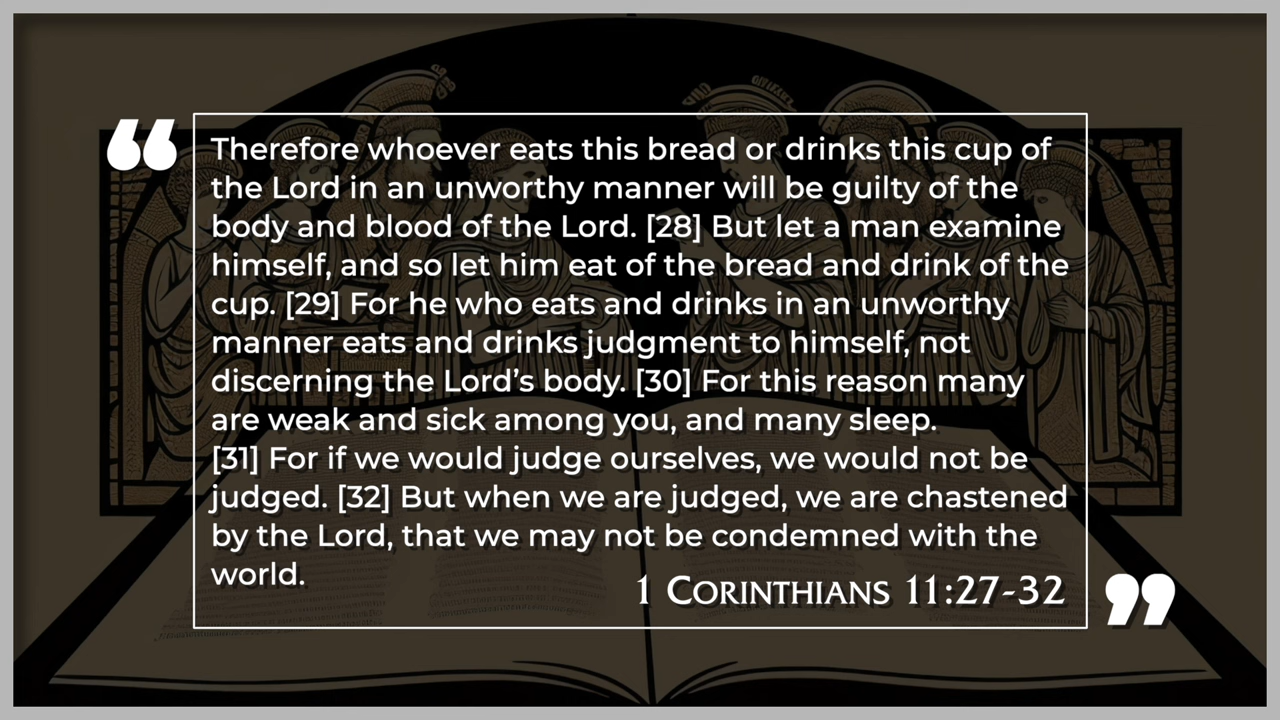 “
Therefore whoever eats this bread or drinks this cup of
the Lord in an unworthy manner will be guilty of the
body and blood of the Lord. [28] But let a man examine
himself, and so let him eat of the bread and drink of the
cup. [29] For he who eats and drinks in an unworthy
manner eats and drinks judgment to himself, not
discerning the Lord’s body. [30] For this reason many
are weak and sick among you, and many sleep.
[31] For if we would judge ourselves, we would not be
judged. [32] But when we are judged, we are chastened
by the Lord, that we may not be condemned with the
world.
1 Corinthians 11:27-32
”